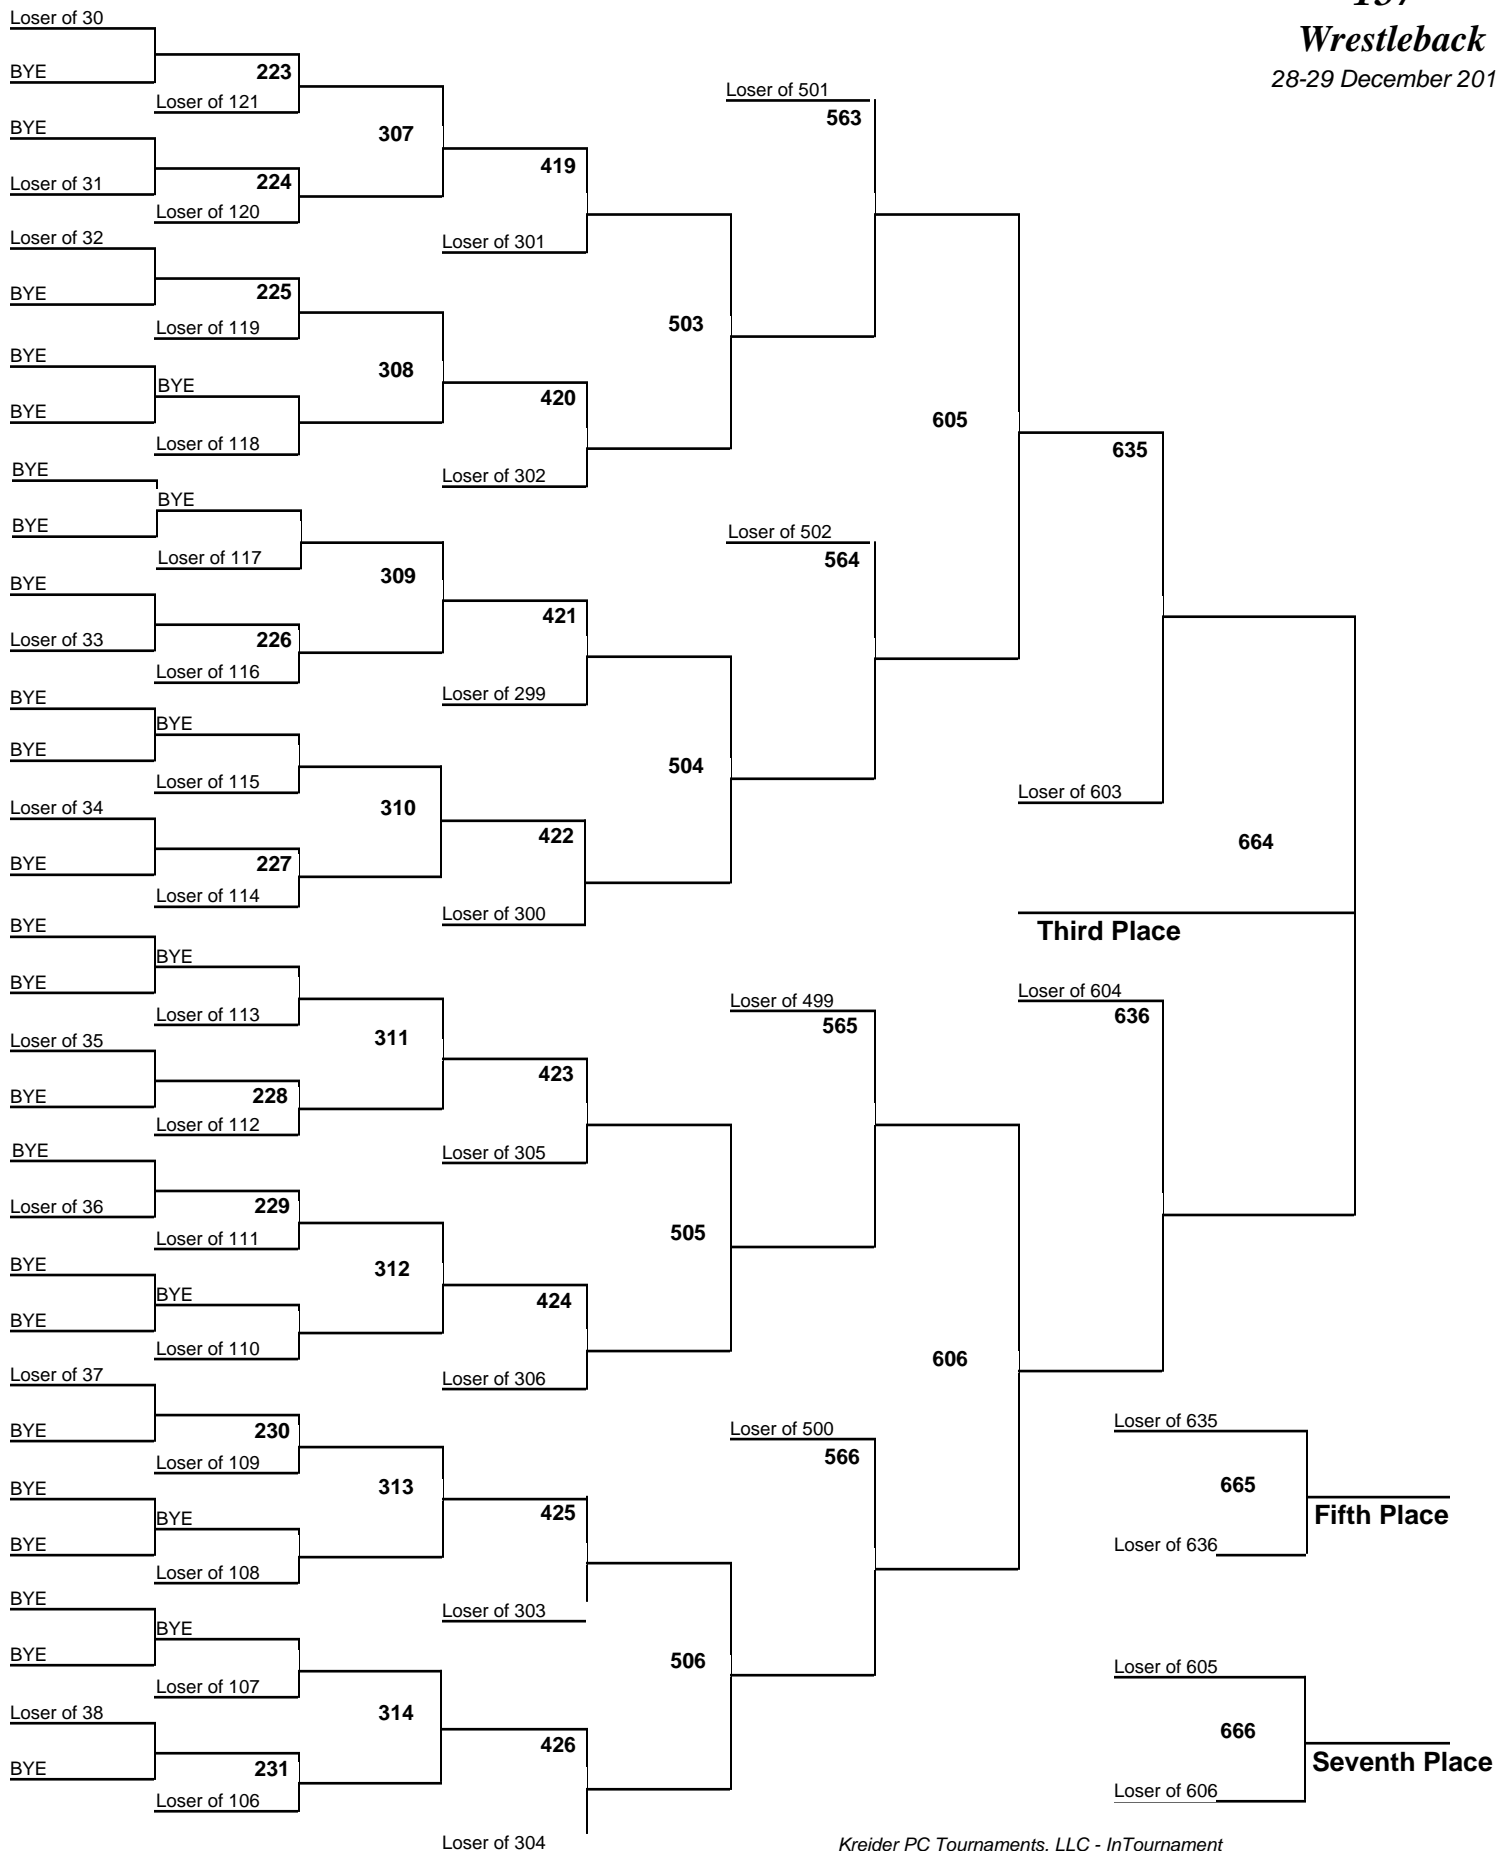 Wrestleback
28-29 December 201
Loser of 30
BYE
223
Loser of 121
307
BYE
Loser of 31
224
Loser of 120
419
Loser of 301
Loser of 501
563
Loser of 32
BYE
225
Loser of 119
308
BYE
BYE
BYE
Loser of 118
420
Loser of 302
503
605
635
BYE
BYE
BYE
Loser of 117
309
BYE
Loser of 33
226
Loser of 116
421
Loser of 299
Loser of 502
564
BYE
BYE
BYE
Loser of 115
310
Loser of 34
BYE
227
Loser of 114
422
Loser of 300
504
Loser of 603
664
Third Place
BYE
BYE
BYE
Loser of 113
311
Loser of 35
BYE
228
Loser of 112
423
Loser of 305
Loser of 499
565
Loser of 604
636
BYE
Loser of 36
229
Loser of 111
312
BYE
BYE
BYE
Loser of 110
424
Loser of 306
505
606
Loser of 37
BYE
230
Loser of 109
313
BYE
BYE
BYE
Loser of 108
425
Loser of 303
Loser of 500
566
Loser of 635
665
Fifth Place
Loser of 636
BYE
BYE
BYE
Loser of 107
314
Loser of 38
BYE
231
Loser of 106
426
Loser of 304
506
Loser of 605
666
Seventh Place
Loser of 606
Kreider PC Tournaments, LLC - InTournament